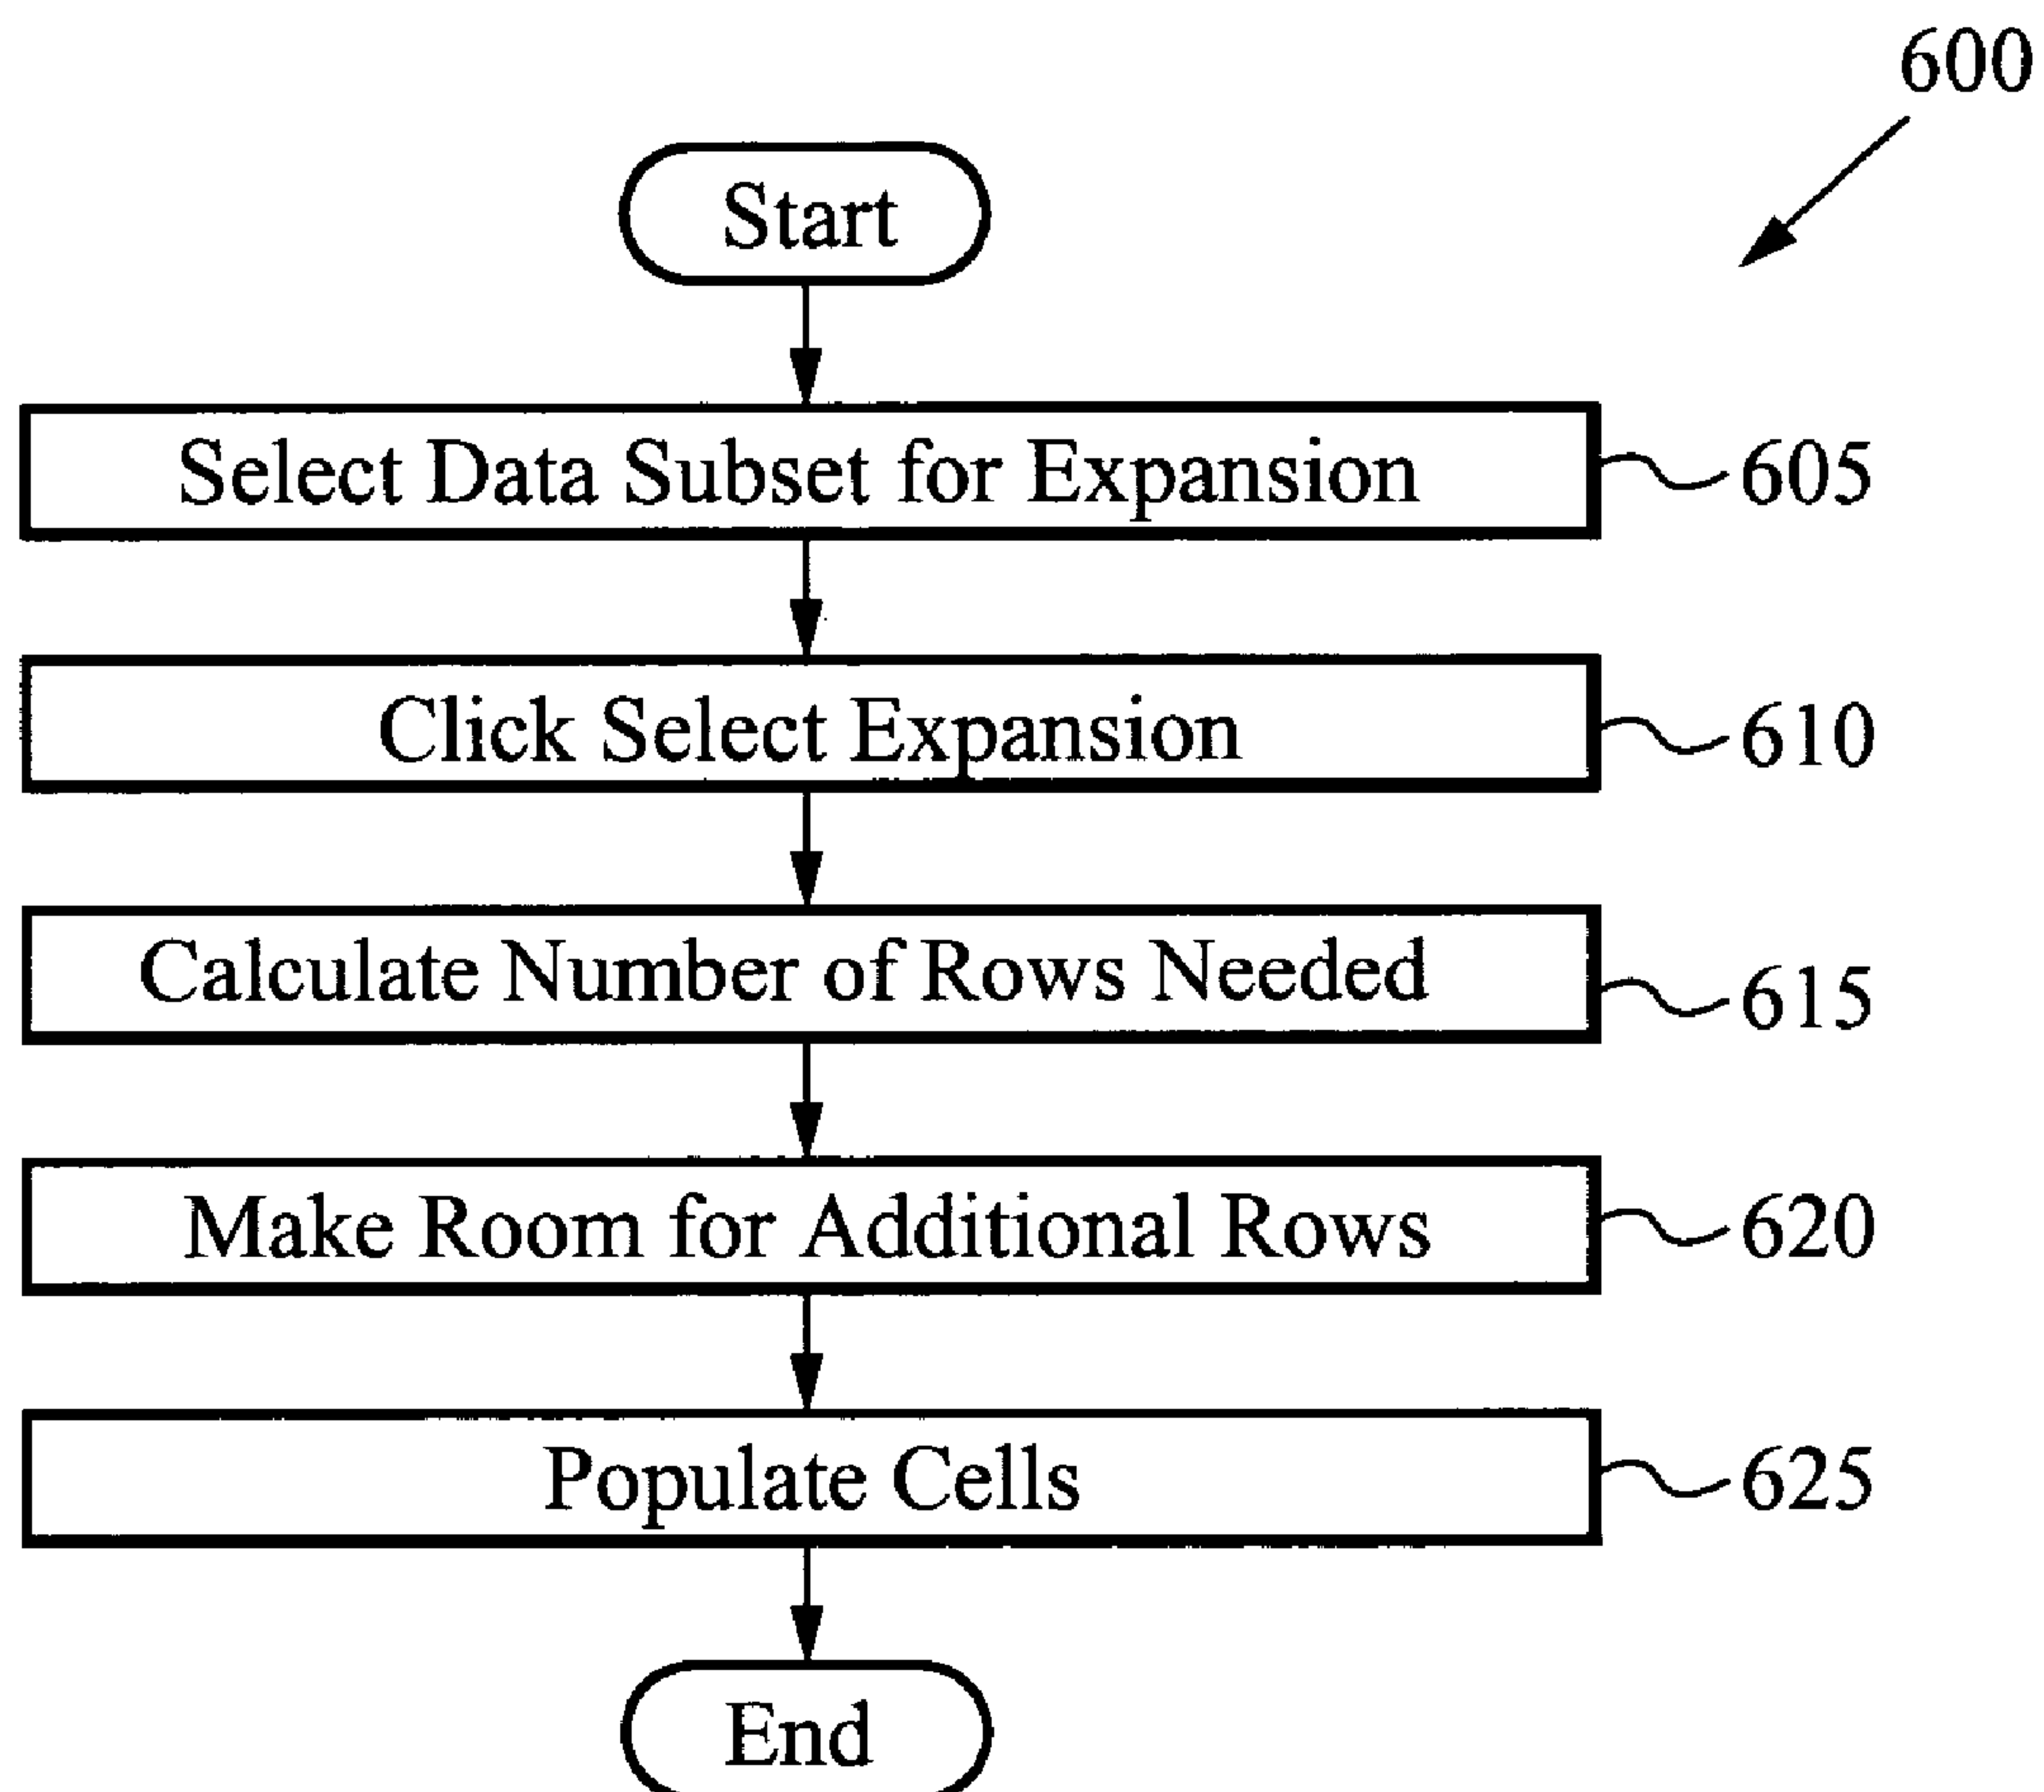 600
Start
Select Data Subset for Expansion
605
Click Select Expansion
610
Calculate Number of Rows Needed
615
Make Room for Additional Rows
620
Populate Cells
625
End